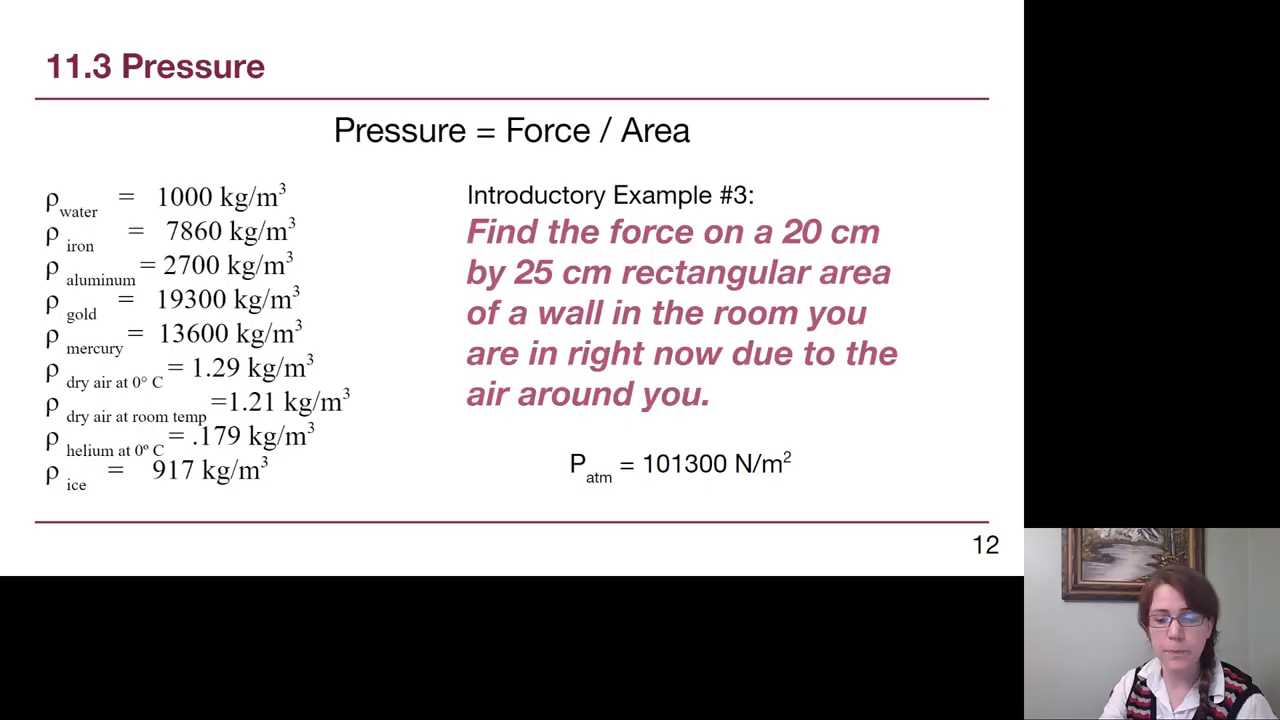 11.3 Pressure
Pressure = Force / Area
ρwater = 1000 kg/m³
ρ iron = 7860 kg/m³
ρ aluminum = 2700 kg/m³
ρ gold = 19300 kg/m³
ρ mercury = 13600 kg/m³
ρ dry air at 0° C = 1.29 kg/m³
ρ dry air at room temp =1.21 kg/m³
ρ helium at 0º C = .179 kg/m³
ρ ice = 917 kg/m³
Introductory Example #3:
Find the force on a 20 cm
by 25 cm rectangular area
of a wall in the room you
are in right now due to the
air around you.
Patm = 101300 N/m²
12